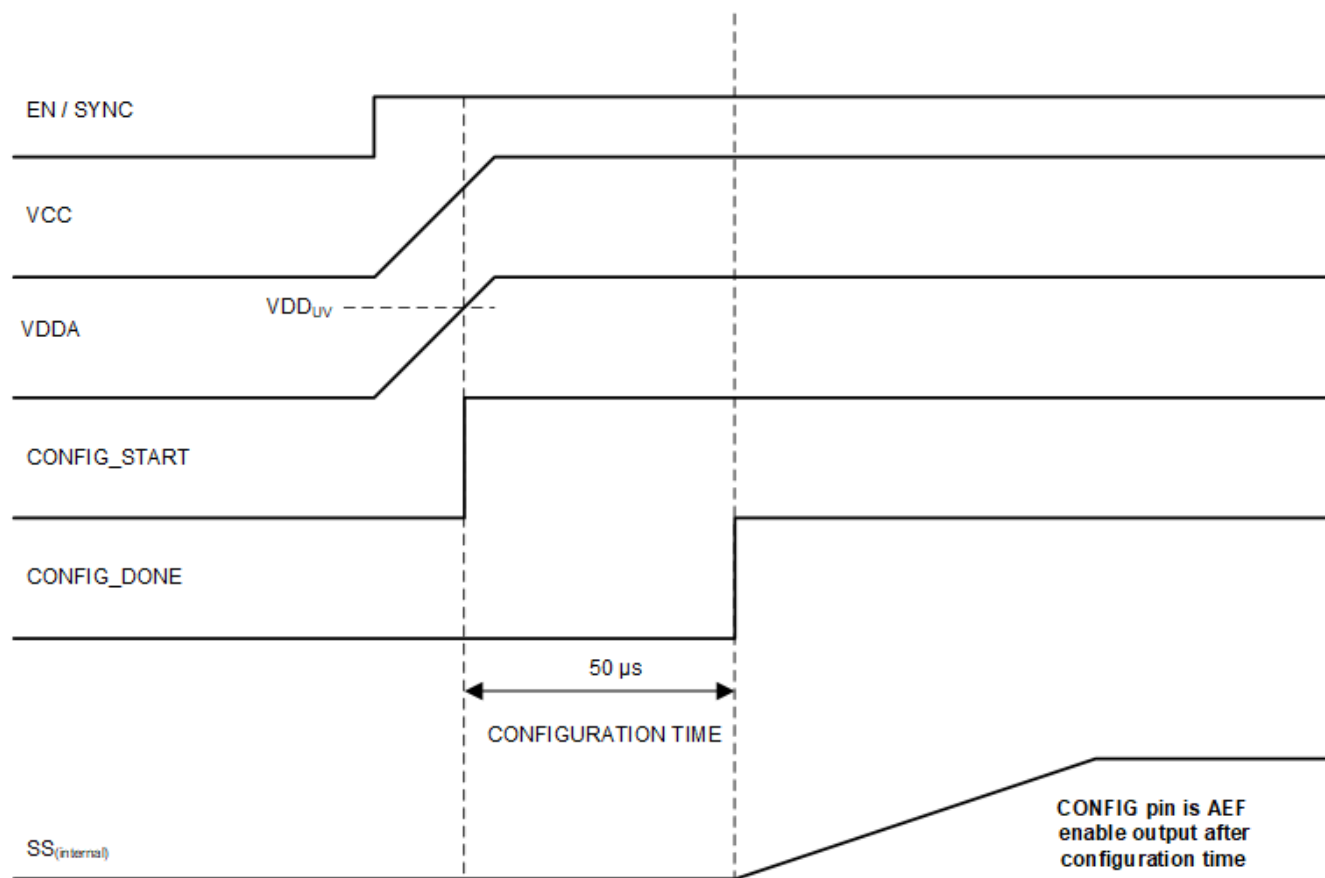 EN / SYNC
VCC
VDD_UV
VDDA
CONFIG_START
CONFIG_DONE
50 µs
CONFIGURATION TIME
CONFIG pin is AEF
enable output after
configuration time
SS(internal)